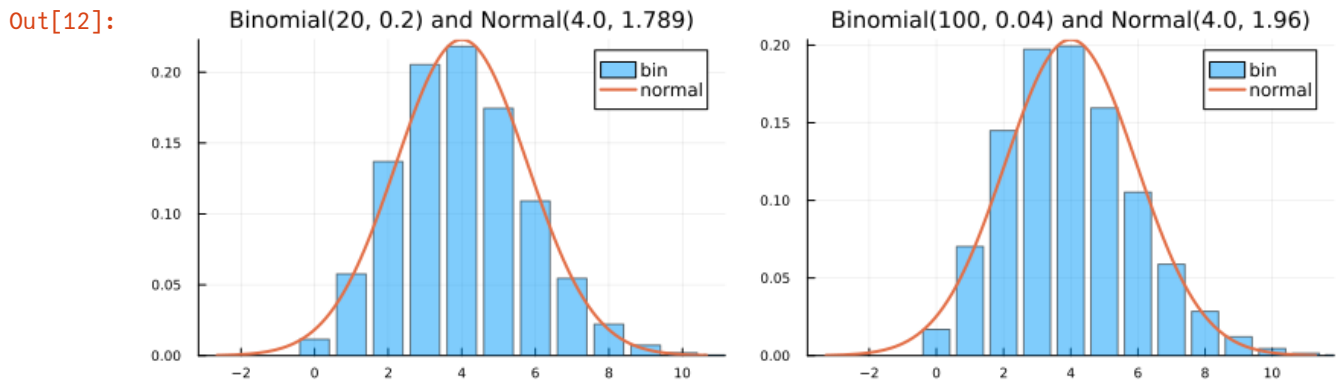 Out[12]:
Binomial(20, 0.2) and Normal(4.0, 1.789)
bin
normal
0.20
0.15
0.10
0.05
0.00
−2 0 2 4 6 8 10
Binomial(100, 0.04) and Normal(4.0, 1.96)
bin
normal
0.20
0.15
0.10
0.05
0.00
−2 0 2 4 6 8 10